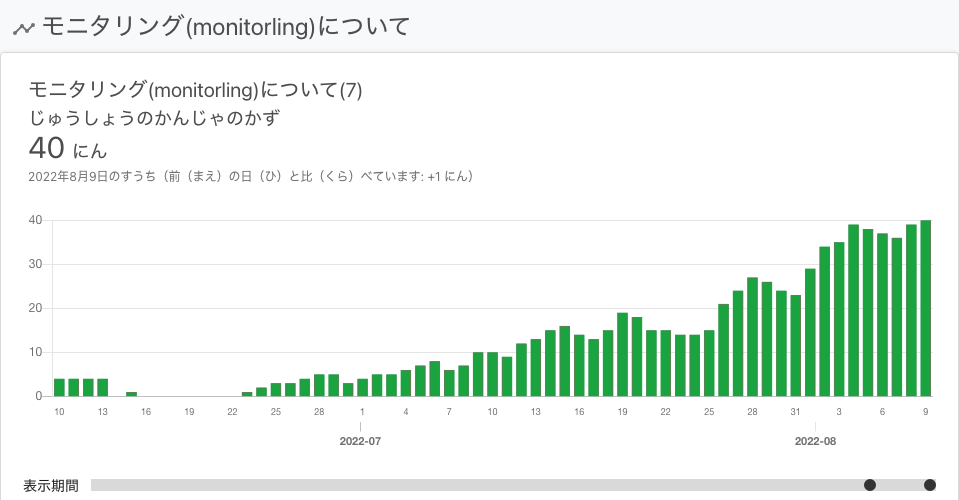 モニタリング(monitorling)について
モニタリング(monitorling)について(7)
じゅうしょうのかんじゃのかず
40 にん
2022年8月9日のすうち（前（まえ）の日（ひ）と比（くら）べています: +1 にん）
40
30
20
10
0
10 13 16 19 22 25 28 1 4 7 10 13 16 19 22 25 28 31 3 6 9
2022-07 2022-08
表示期間